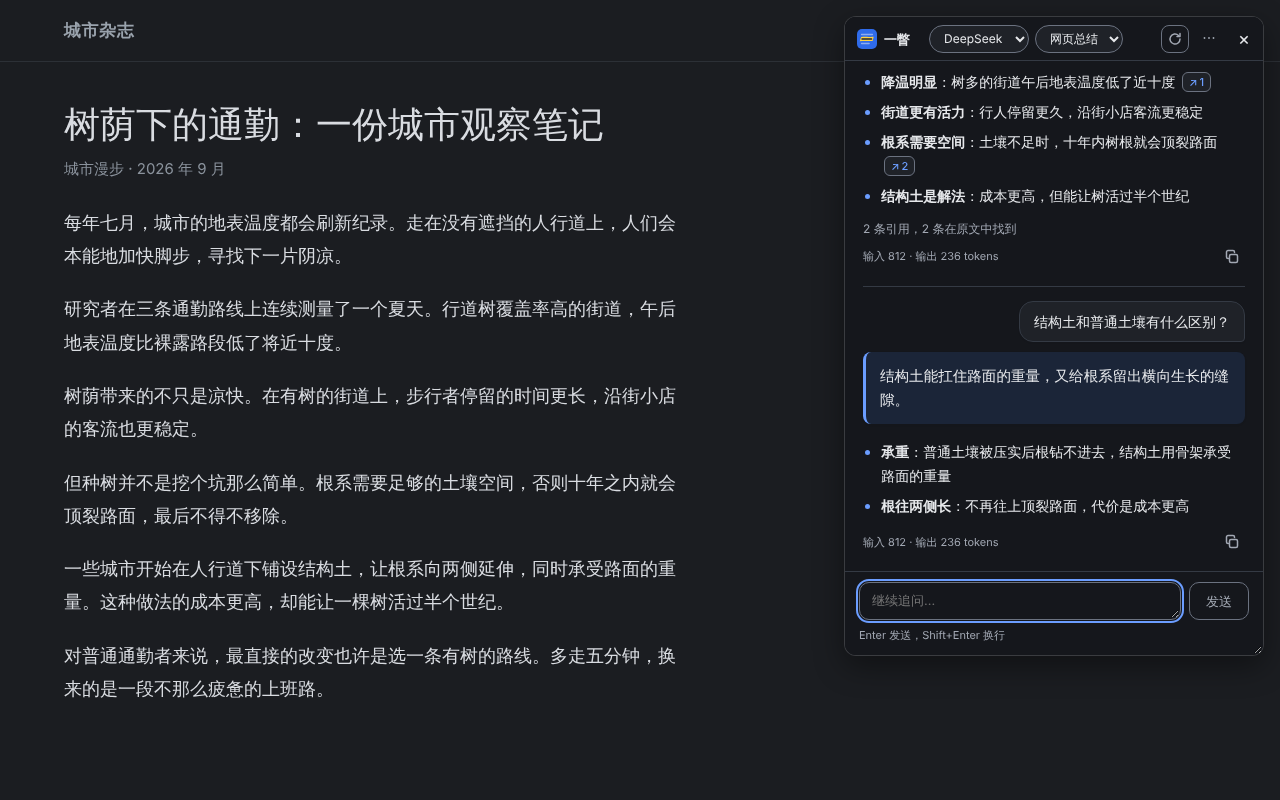 城市杂志
树荫下的通勤：一份城市观察笔记
城市漫步 · 2026 年 9 月
每年七月，城市的地表温度都会刷新纪录。走在没有遮挡的人行道上，人们会
本能地加快脚步，寻找下一片阴凉。
研究者在三条通勤路线上连续测量了一个夏天。行道树覆盖率高的街道，午后
地表温度比裸露路段低了将近十度。
树荫带来的不只是凉快。在有树的街道上，步行者停留的时间更长，沿街小店
的客流也更稳定。
但种树并不是挖个坑那么简单。根系需要足够的土壤空间，否则十年之内就会
顶裂路面，最后不得不移除。
一些城市开始在人行道下铺设结构土，让根系向两侧延伸，同时承受路面的重
量。这种做法的成本更高，却能让一棵树活过半个世纪。
对普通通勤者来说，最直接的改变也许是选一条有树的路线。多走五分钟，换
来的是一段不那么疲惫的上班路。
一瞥 DeepSeek 网页总结 ··· ×
降温明显：树多的街道午后地表温度低了近十度 ↗1
街道更有活力：行人停留更久，沿街小店客流更稳定
根系需要空间：土壤不足时，十年内树根就会顶裂路面
↗2
结构土是解法：成本更高，但能让树活过半个世纪
2 条引用，2 条在原文中找到
输入 812 · 输出 236 tokens
结构土和普通土壤有什么区别？
结构土能扛住路面的重量，又给根系留出横向生长的缝
隙。
承重：普通土壤被压实后根钻不进去，结构土用骨架承受
路面的重量
根往两侧长：不再往上顶裂路面，代价是成本更高
输入 812 · 输出 236 tokens
继续追问...
发送
Enter 发送，Shift+Enter 换行